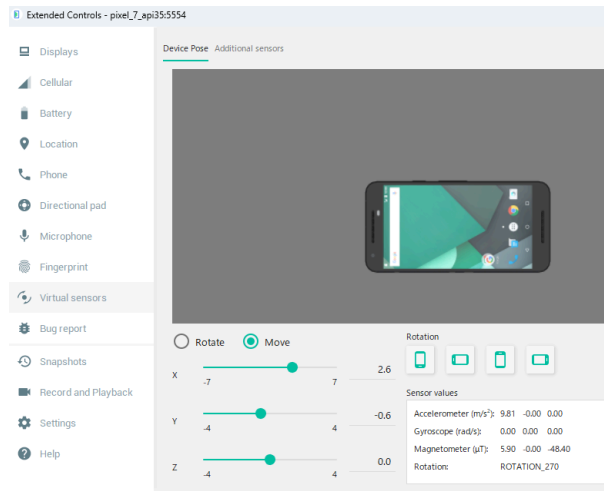 Extended Controls - pixel_7_api35:5554
Displays
Cellular
Battery
Location
Phone
Directional pad
Microphone
Fingerprint
Virtual sensors
Bug report
Snapshots
Record and Playback
Settings
Help
Device Pose Additional sensors
Rotate Move
X -7 7 2.6
Y -4 4 -0.6
Z -4 4 0.0
Rotation
Sensor values
Accelerometer (m/s²): 9.81 -0.00 0.00
Gyroscope (rad/s): 0.00 0.00 0.00
Magnetometer (μT): 5.90 -0.00 -48.40
Rotation: ROTATION_270